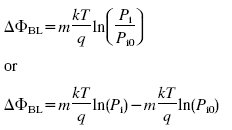 ΔΦ_BL = m kT/q ln(P_i/P_i0)
or
ΔΦ_BL = m kT/q ln(P_i) − m kT/q ln(P_i0)